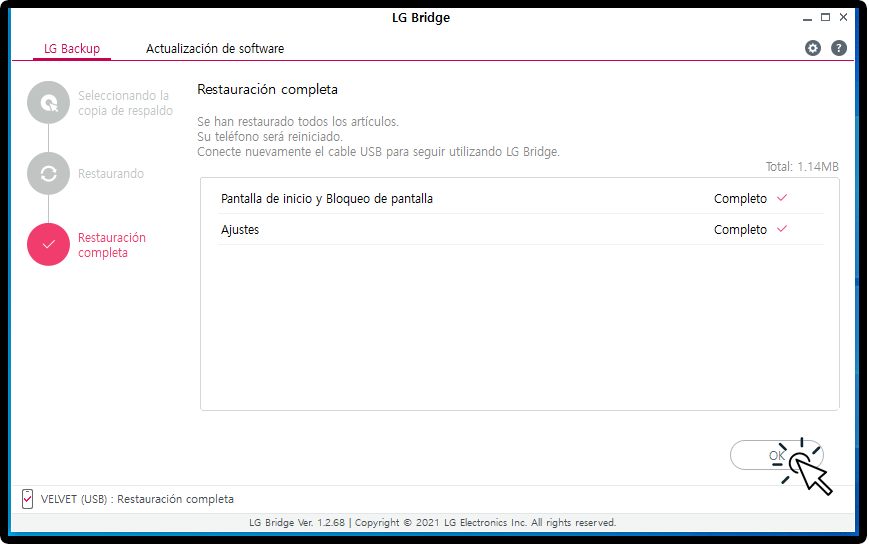 LG Bridge
LG Backup
Actualización de software
?
Seleccionando la
copia de respaldo
Restaurando
Restauración
completa
Restauración completa
Se han restaurado todos los artículos.
Su teléfono será reiniciado.
Conecte nuevamente el cable USB para seguir utilizando LG Bridge.
Total: 1.14MB
Pantalla de inicio y Bloqueo de pantalla Completo
Ajustes Completo
OK
VELVET (USB) : Restauración completa
LG Bridge Ver. 1.2.68 | Copyright © 2021 LG Electronics Inc. All rights reserved.